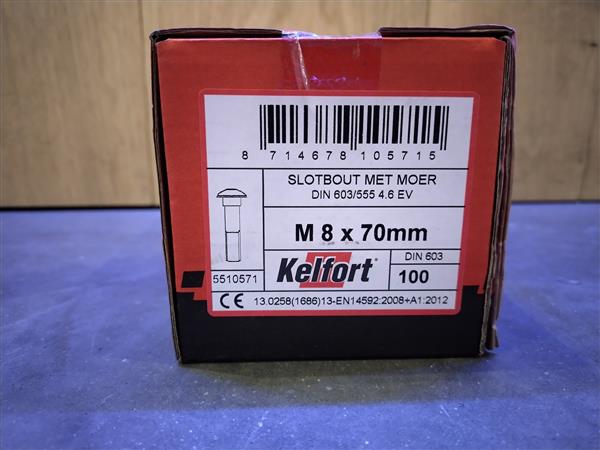 8 714678 105715
SLOTBOUT MET MOER
DIN 603/555 4.6 EV
M 8 x 70mm
DIN 603
5510571
Kelfort
100
CE 13.0258(1686)13-EN14592:2008+A1:2012